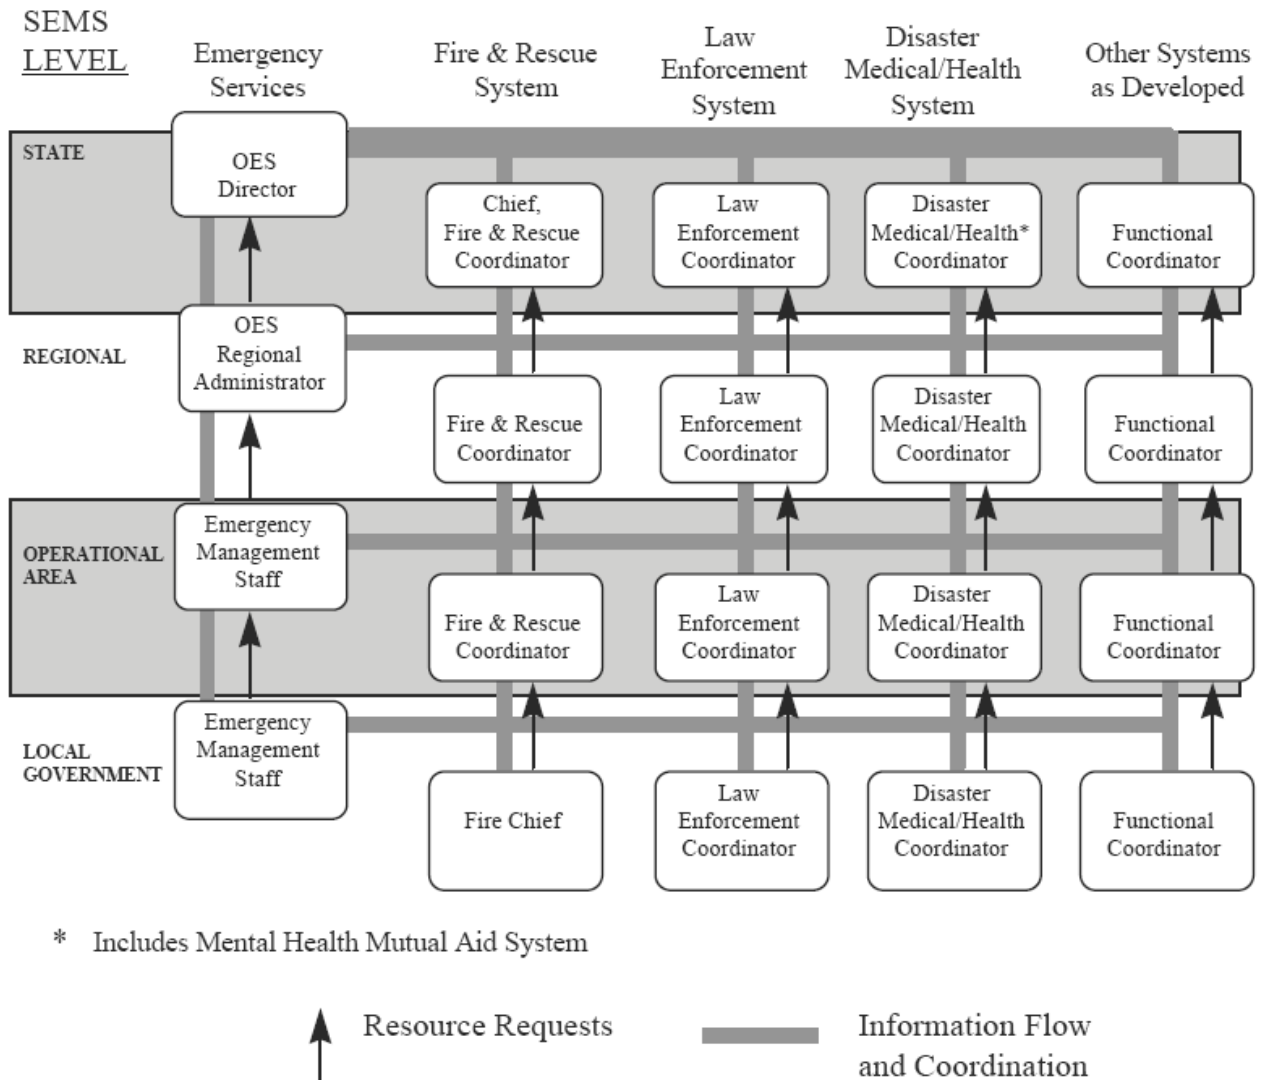 SEMS
LEVEL
Emergency
Services
Fire & Rescue
System
Law
Enforcement
System
Disaster
Medical/Health
System
Other Systems
as Developed
STATE
OES
Director
Chief,
Fire & Rescue
Coordinator
Law
Enforcement
Coordinator
Disaster
Medical/Health*
Coordinator
Functional
Coordinator
REGIONAL
OES
Regional
Administrator
Fire & Rescue
Coordinator
Law
Enforcement
Coordinator
Disaster
Medical/Health
Coordinator
Functional
Coordinator
OPERATIONAL
AREA
Emergency
Management
Staff
Fire & Rescue
Coordinator
Law
Enforcement
Coordinator
Disaster
Medical/Health
Coordinator
Functional
Coordinator
LOCAL
GOVERNMENT
Emergency
Management
Staff
Fire Chief
Law
Enforcement
Coordinator
Disaster
Medical/Health
Coordinator
Functional
Coordinator
* Includes Mental Health Mutual Aid System
Resource Requests
Information Flow
and Coordination